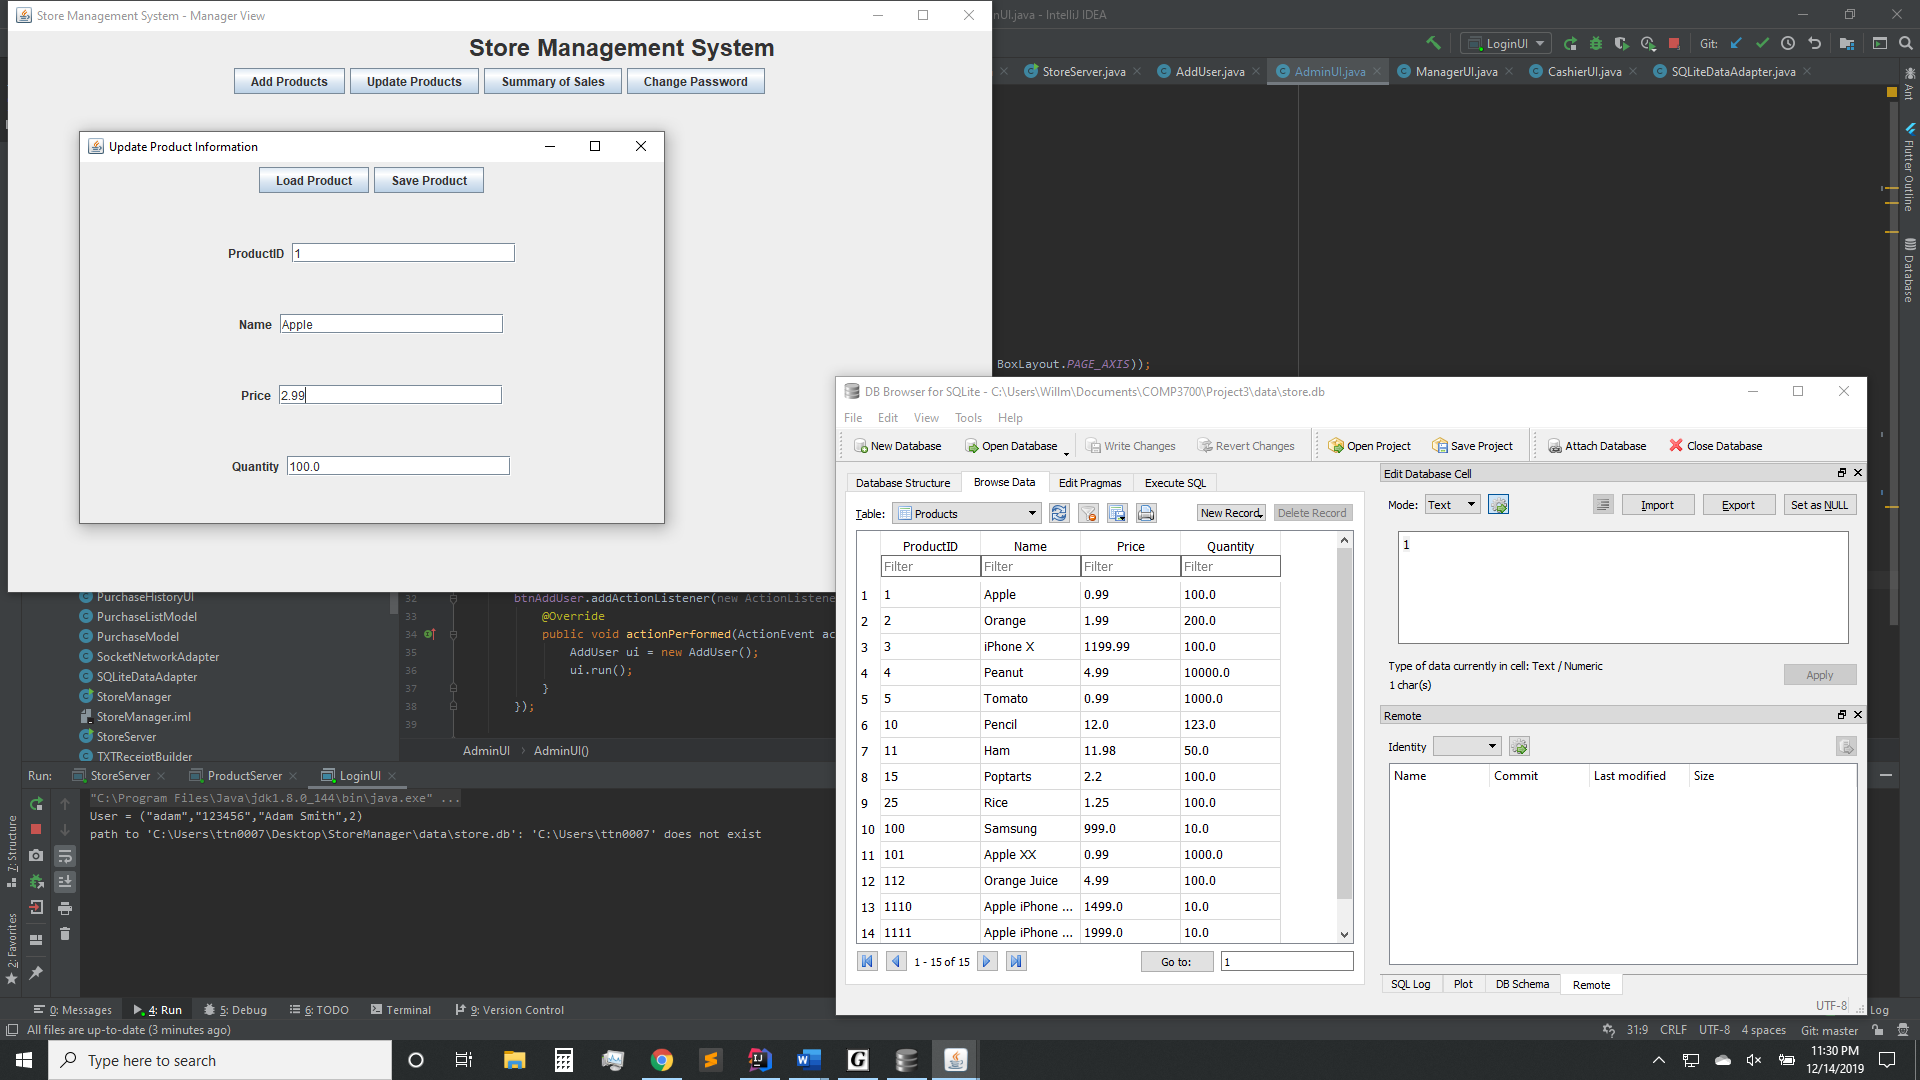 Store Management System - Manager View
Store Management System
Add Products Update Products Summary of Sales Change Password
Update Product Information
Load Product Save Product
ProductID 1
Name Apple
Price 2.99
Quantity 100.0
nUI.java - IntelliJ IDEA
LoginUI Git:
StoreServer.java AddUser.java AdminUI.java ManagerUI.java CashierUI.java SQLiteDataAdapter.java
Ant
Flutter Outline
Database
BoxLayout.PAGE_AXIS));
DB Browser for SQLite - C:\Users\Willm\Documents\COMP3700\Project3\data\store.db
File Edit View Tools Help
New Database Open Database Write Changes Revert Changes Open Project Save Project Attach Database Close Database
Database Structure Browse Data Edit Pragmas Execute SQL
Table: Products New Record Delete Record
ProductID Name Price Quantity
Filter Filter Filter Filter
1 1 Apple 0.99 100.0
2 2 Orange 1.99 200.0
3 3 iPhone X 1199.99 100.0
4 4 Peanut 4.99 10000.0
5 5 Tomato 0.99 1000.0
6 10 Pencil 12.0 123.0
7 11 Ham 11.98 50.0
8 15 Poptarts 2.2 100.0
9 25 Rice 1.25 100.0
10 100 Samsung 999.0 10.0
11 101 Apple XX 0.99 1000.0
12 112 Orange Juice 4.99 100.0
13 1110 Apple iPhone ... 1499.0 10.0
14 1111 Apple iPhone ... 1999.0 10.0
1 - 15 of 15 Go to: 1
Edit Database Cell
Mode: Text Import Export Set as NULL
1
Type of data currently in cell: Text / Numeric
1 char(s)
Apply
Remote
Identity
Name Commit Last modified Size
SQL Log Plot DB Schema Remote
UTF-8
PurchaseHistoryUI
PurchaseListModel
PurchaseModel
SocketNetworkAdapter
SQLiteDataAdapter
StoreManager
StoreManager.iml
StoreServer
TXTReceiptBuilder
32 btnAddUser.addActionListener(new ActionListene
33 @Override
34 public void actionPerformed(ActionEvent ac
35 AddUser ui = new AddUser();
36 ui.run();
37 }
38 });
39
AdminUI AdminUI()
Run: StoreServer ProductServer LoginUI
"C:\Program Files\Java\jdk1.8.0_144\bin\java.exe" ...
User = ("adam","123456","Adam Smith",2)
path to 'C:\Users\ttn0007\Desktop\StoreManager\data\store.db': 'C:\Users\ttn0007' does not exist
7: Structure
2: Favorites
0: Messages 4: Run 5: Debug 6: TODO Terminal 9: Version Control Log
All files are up-to-date (3 minutes ago) 31:9 CRLF UTF-8 4 spaces Git: master
Type here to search
11:30 PM
12/14/2019